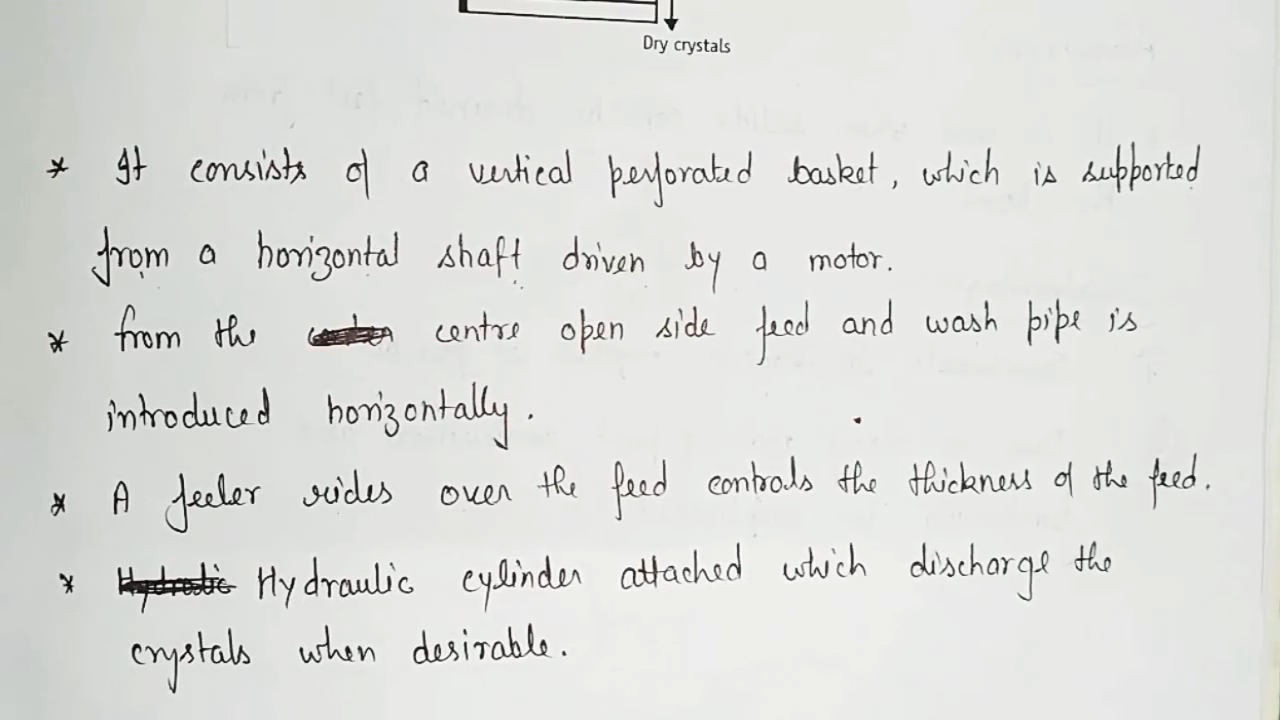 Dry crystals
* It consists of a vertical perforated basket, which is supported
from a horizontal shaft driven by a motor.
* from the centre open side feed and wash pipe is
introduced horizontally.
* A feeler rides over the feed controls the thickness of the feed.
* Hydraulic cylinder attached which discharge the
crystals when desirable.